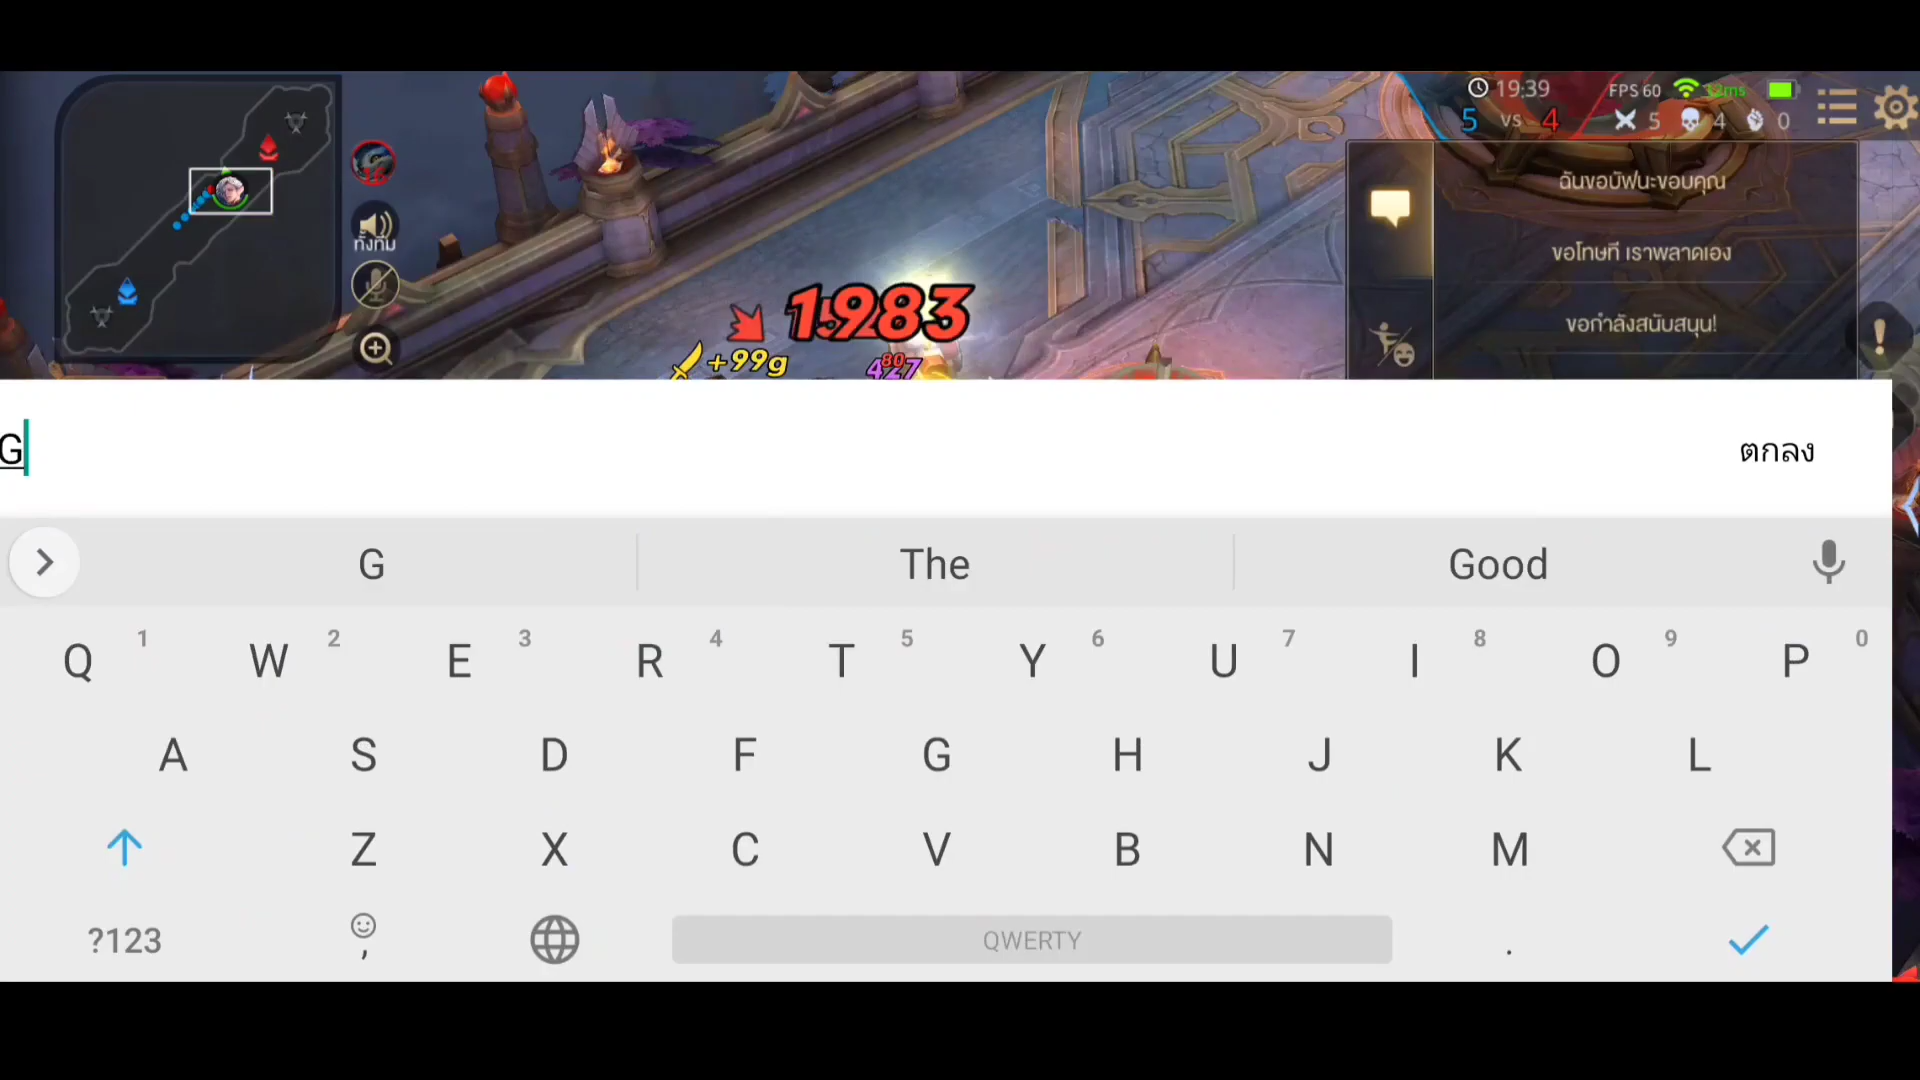 19:39 FPS 60 33ms
5 vs 4 5 4 0
ฉันขอบัฟนะขอบคุณ
ทั้งทีม
ขอโทษที เราพลาดเอง
1983
ขอกำลังสนับสนุน!
+99g
80
427
G
ตกลง
G The Good
1 2 3 4 5 6 7 8 9 0
Q W E R T Y U I O P
A S D F G H J K L
Z X C V B N M
?123 , QWERTY .